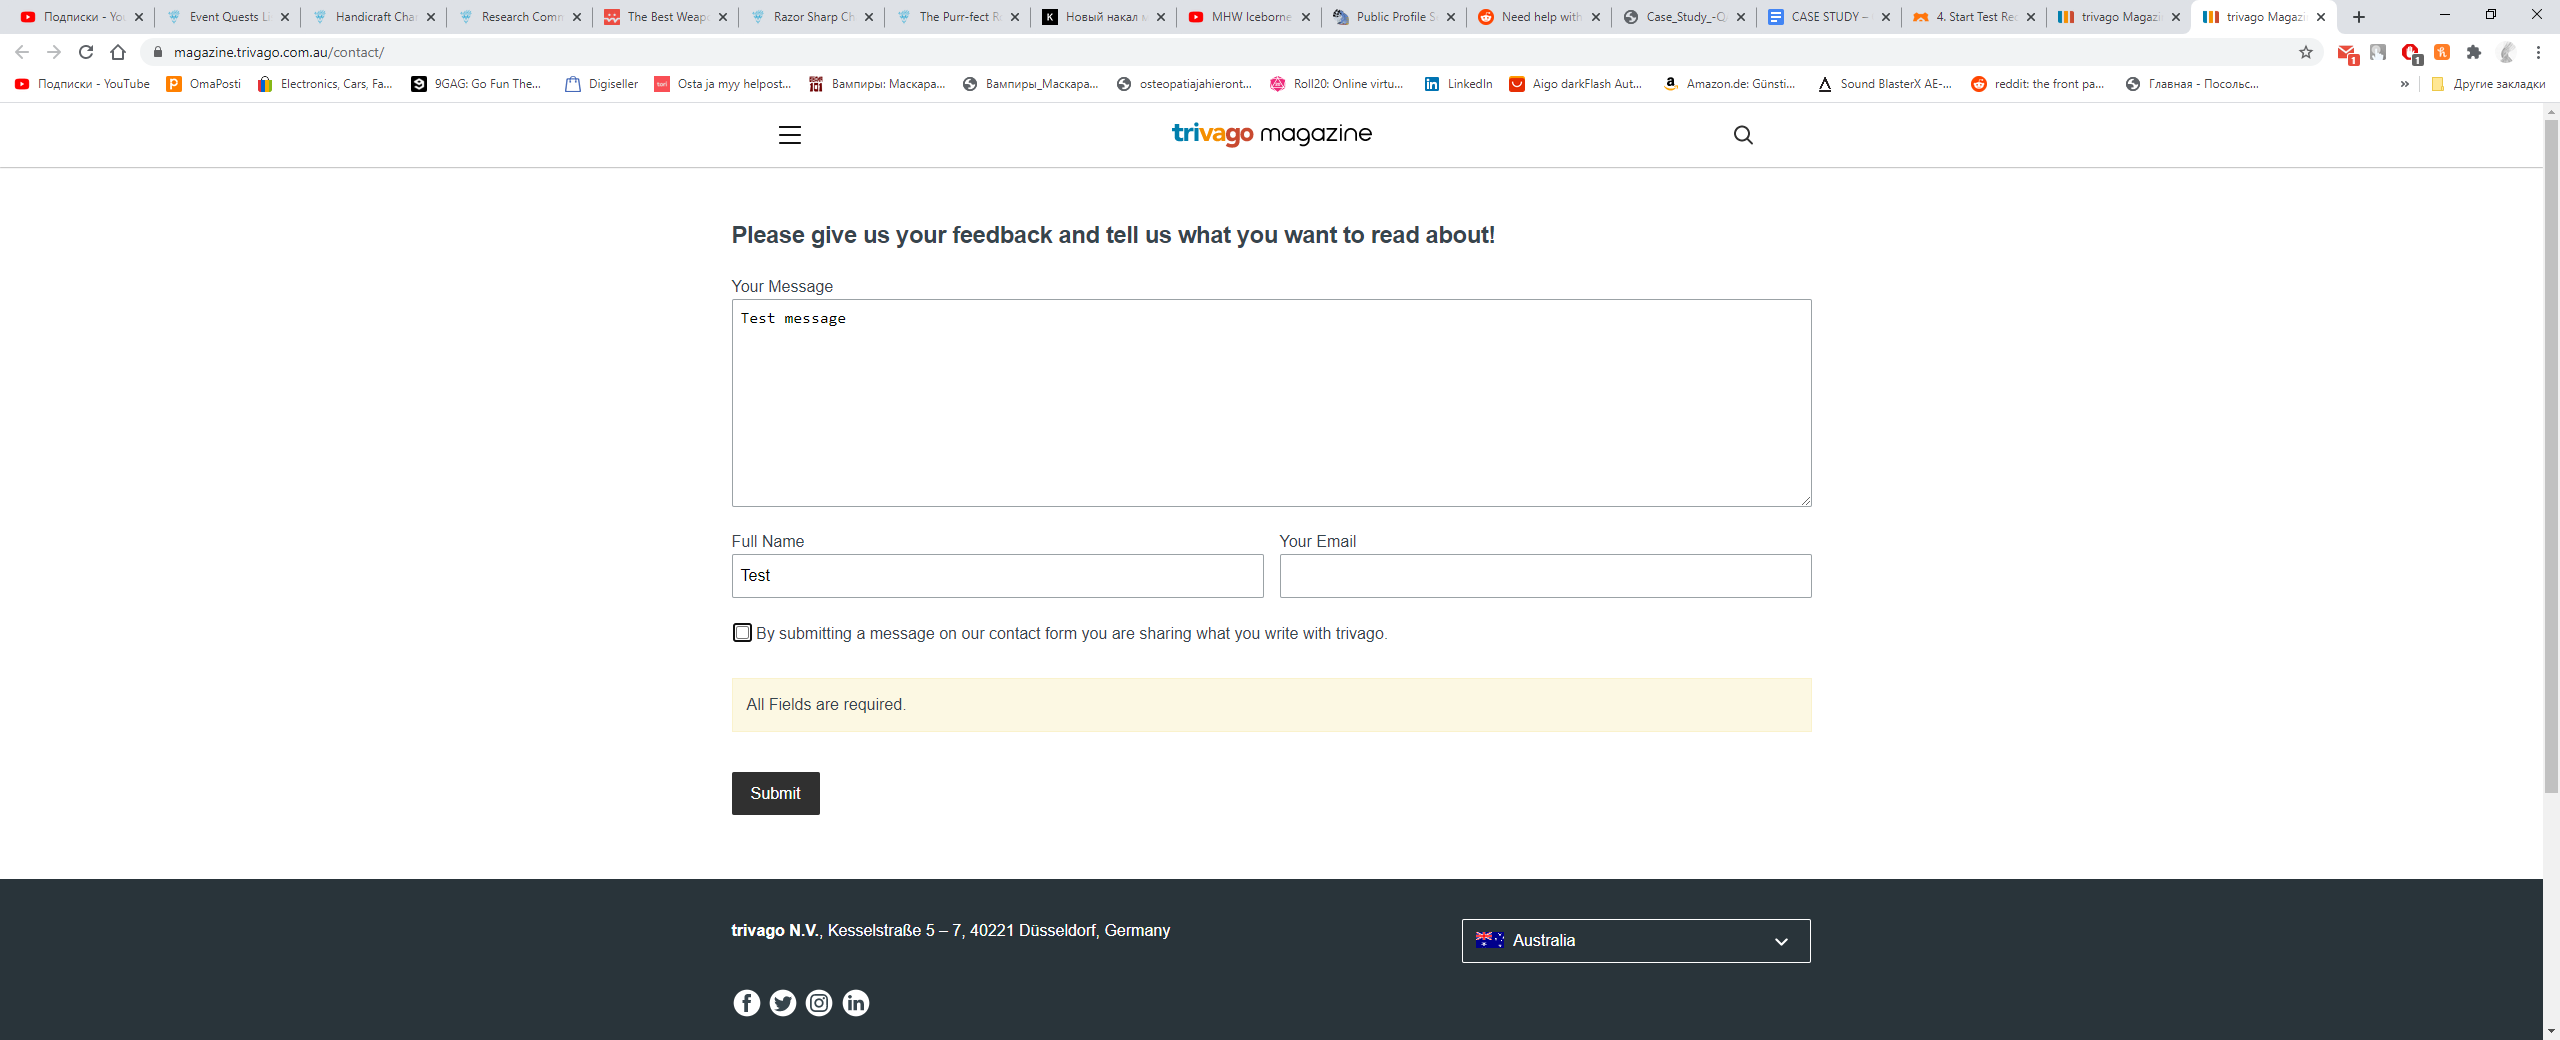 Подписки - You
Event Quests Li
Handicraft Char
Research Comm
The Best Weapo
Razor Sharp Ch
The Purr-fect Ro
Новый накал м
MHW Iceborne
Public Profile S
Need help with
Case_Study_-Q
CASE STUDY –
4. Start Test Rec
trivago Magazi
trivago Magazi
magazine.trivago.com.au/contact/
1
1
Подписки - YouTube
OmaPosti
Electronics, Cars, Fa...
9GAG: Go Fun The...
Digiseller
tori
Osta ja myy helpost...
Вампиры: Маскара...
Вампиры_Маскара...
osteopatiajahieront...
Roll20: Online virtu...
LinkedIn
Aigo darkFlash Aut...
Amazon.de: Günsti...
Sound BlasterX AE-...
reddit: the front pa...
Главная - Посольс...
»
Другие закладки
trivago magazine
Please give us your feedback and tell us what you want to read about!
Your Message
Test message
Full Name
Your Email
Test
By submitting a message on our contact form you are sharing what you write with trivago.
All Fields are required.
Submit
trivago N.V., Kesselstraße 5 – 7, 40221 Düsseldorf, Germany
Australia